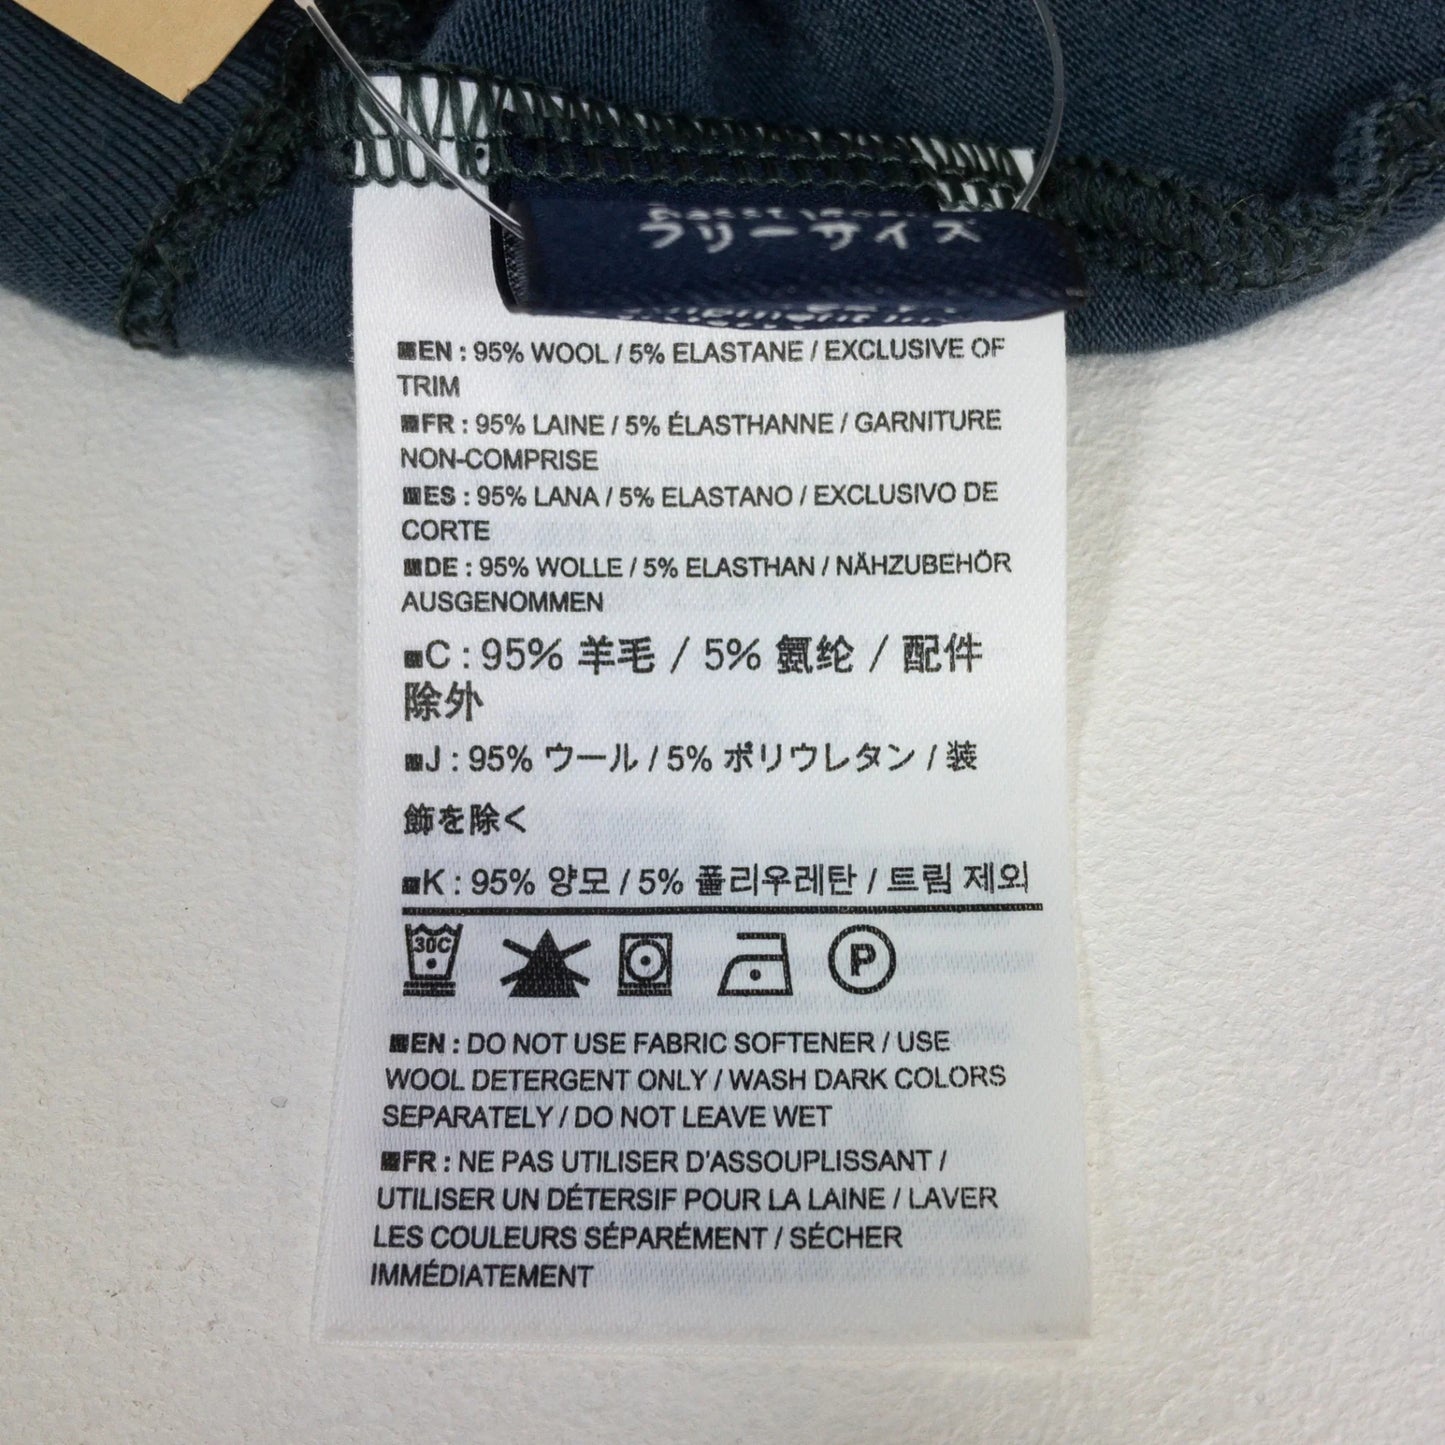 フリーサイズ
EN : 95% WOOL / 5% ELASTANE / EXCLUSIVE OF
TRIM
FR : 95% LAINE / 5% ÉLASTHANNE / GARNITURE
NON-COMPRISE
ES : 95% LANA / 5% ELASTANO / EXCLUSIVO DE
CORTE
DE : 95% WOLLE / 5% ELASTHAN / NÄHZUBEHÖR
AUSGENOMMEN
C : 95% 羊毛 / 5% 氨纶 / 配件
除外
J : 95% ウール / 5% ポリウレタン / 装
飾を除く
K : 95% 양모 / 5% 폴리우레탄 / 트림 제외
30C
P
EN : DO NOT USE FABRIC SOFTENER / USE
WOOL DETERGENT ONLY / WASH DARK COLORS
SEPARATELY / DO NOT LEAVE WET
FR : NE PAS UTILISER D'ASSOUPLISSANT /
UTILISER UN DÉTERSIF POUR LA LAINE / LAVER
LES COULEURS SÉPARÉMENT / SÉCHER
IMMÉDIATEMENT